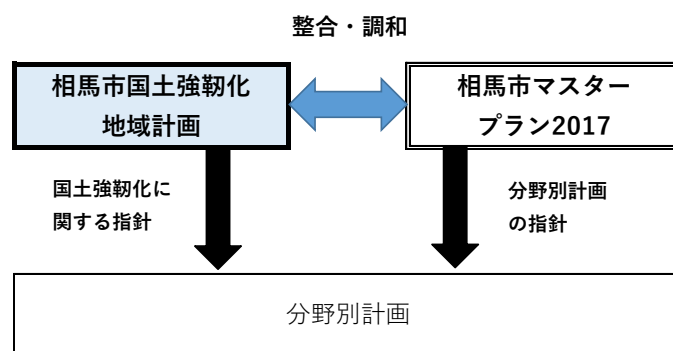 整合・調和
相馬市国土強靭化
地域計画
相馬市マスター
プラン2017
国土強靭化に
関する指針
分野別計画
の指針
分野別計画